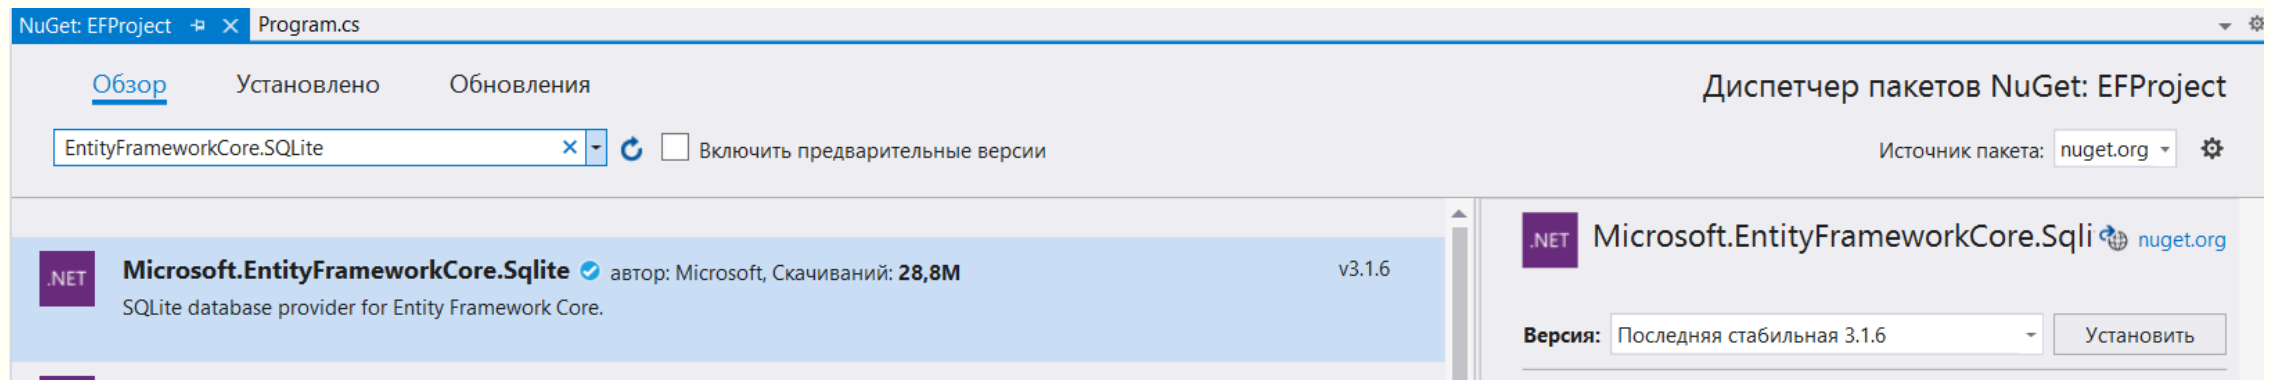 NuGet: EFProject Program.cs
Обзор Установлено Обновления
Диспетчер пакетов NuGet: EFProject
EntityFrameworkCore.SQLite
Включить предварительные версии
Источник пакета: nuget.org
.NET
Microsoft.EntityFrameworkCore.Sqlite автор: Microsoft, Скачиваний: 28,8M v3.1.6
SQLite database provider for Entity Framework Core.
.NET Microsoft.EntityFrameworkCore.Sqli nuget.org
Версия: Последняя стабильная 3.1.6 Установить